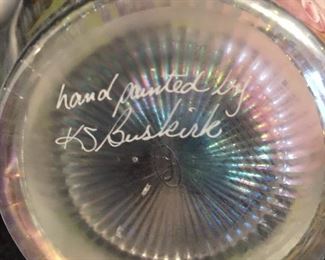 hand painted by
KS Buskirk